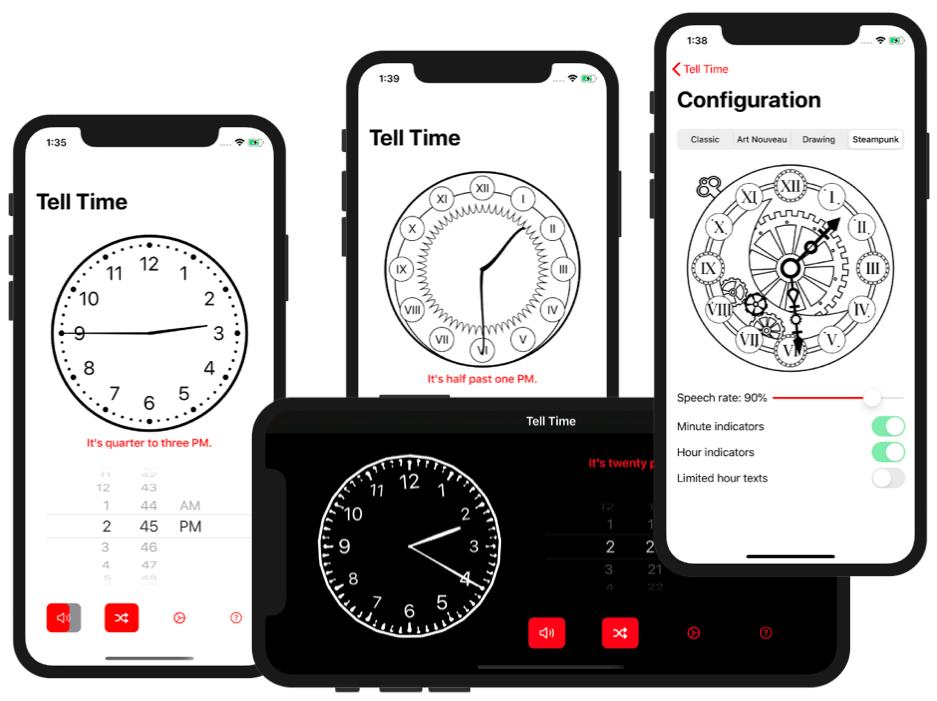 1:35
Tell Time
12
11 1
10 2
9 3
8 4
7 5
6
It's quarter to three PM.
11 42
12 43
1 44 AM
2 45 PM
3 46
4 47
5 48
1:39
Tell Time
XII
XI I
X II
IX III
VIII IV
VII V
VI
It's half past one PM.
Tell Time
12
11 1
10 2
9 3
8 4
7 5
6
It's twenty p
12
1
2 2
3 21
4 22
1:38
Tell Time
Configuration
Classic Art Nouveau Drawing Steampunk
XII
XI I
X II
IX III
VIII IV
VII V
VI
Speech rate: 90%
Minute indicators
Hour indicators
Limited hour texts